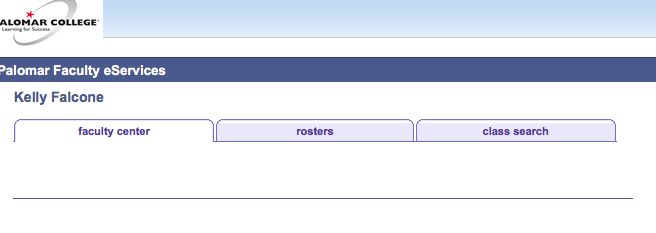 ALOMAR COLLEGE
Learning for Success
Palomar Faculty eServices
Kelly Falcone
faculty center
rosters
class search